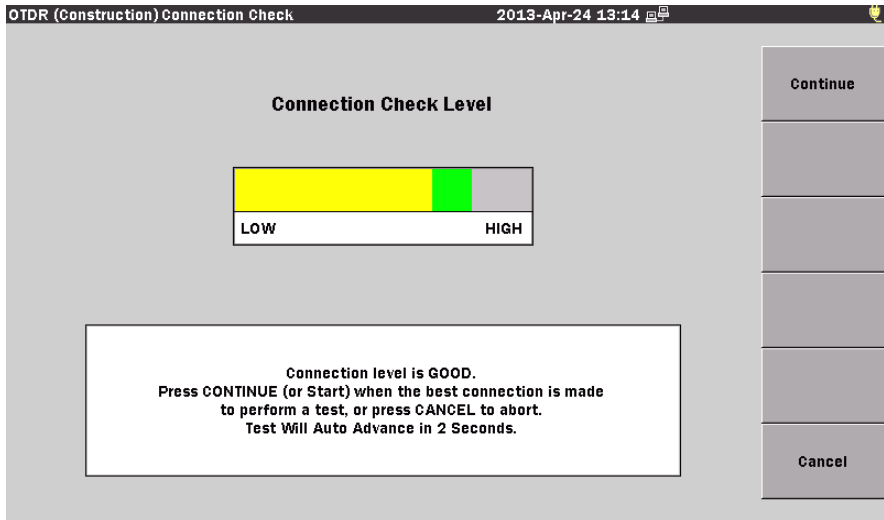 OTDR (Construction) Connection Check 2013-Apr-24 13:14
Continue
Connection Check Level
LOW HIGH
Connection level is GOOD.
Press CONTINUE (or Start) when the best connection is made
to perform a test, or press CANCEL to abort.
Test Will Auto Advance in 2 Seconds.
Cancel